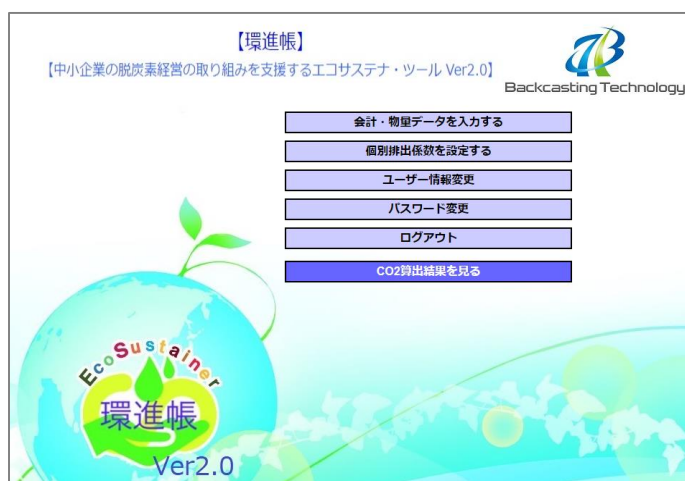 【環進帳】
【中小企業の脱炭素経営の取り組みを支援するエコサステナ・ツール Ver2.0】
Backcasting Technology
会計・物量データを入力する
個別排出係数を設定する
ユーザー情報変更
パスワード変更
ログアウト
CO2算出結果を見る
EcoSustainer
環進帳
Ver2.0